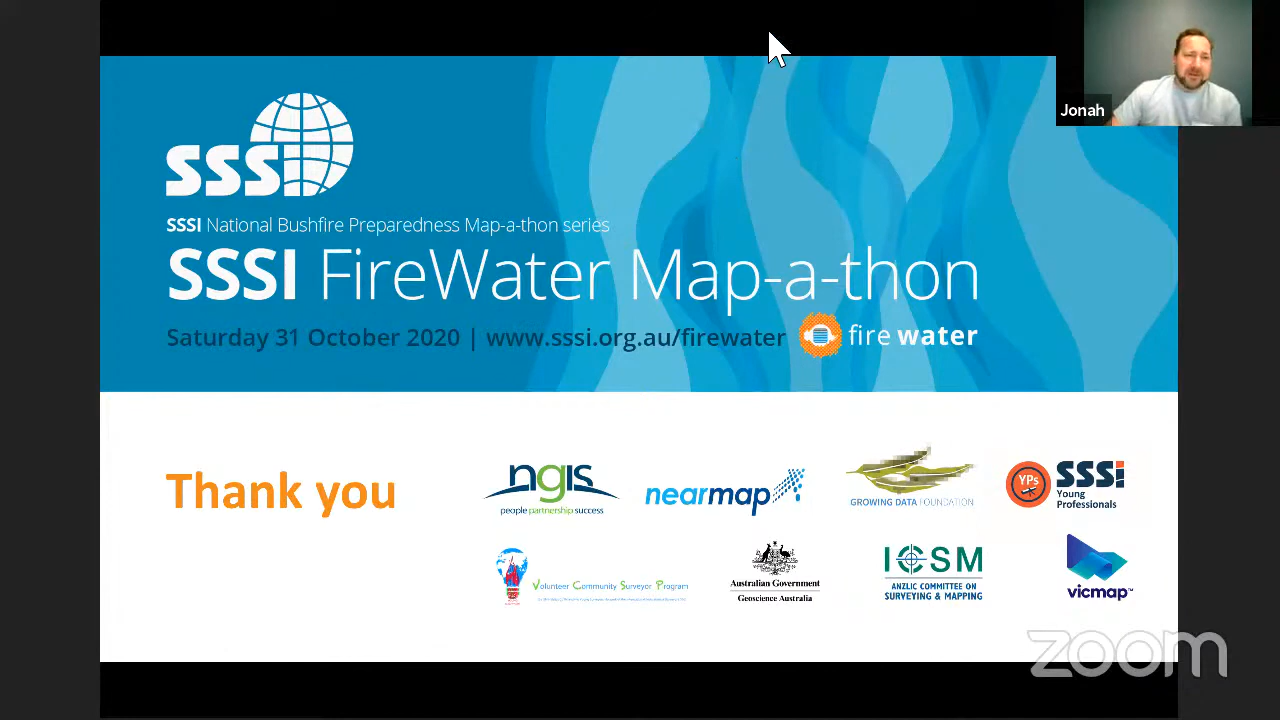 Jonah
SSSi
SSSI National Bushfire Preparedness Map-a-thon series
SSSI FireWater Map-a-thon
Saturday 31 October 2020 | www.sssi.org.au/firewater
fire water
Thank you
ngis
people partnership success
nearmap
GROWING DATA FOUNDATION
YPs
SSSi
Young
Professionals
Volunteer Community Surveyor Program
Australian Government
Geoscience Australia
ICSM
ANZLIC COMMITTEE ON
SURVEYING & MAPPING
vicmap™
zoom